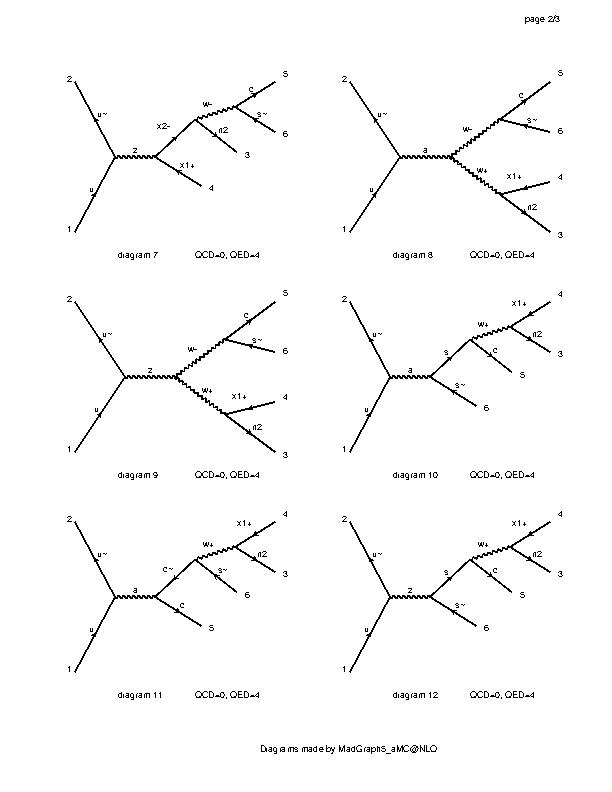 page 2/3
2 5
c
w-
u~ s~
x2- n2 6
z 3
x1+
u 4
1
diagram 7 QCD=0, QED=4
2 5
c
u~ w- s~ 6
a
w+ x1+ 4
u n2
1 3
diagram 8 QCD=0, QED=4
2 5
c
u~ w- s~ 6
z
w+ x1+ 4
u n2
1 3
diagram 9 QCD=0, QED=4
2 x1+ 4
w+
u~ n2
s c 3
a 5
s~
u 6
1
diagram 10 QCD=0, QED=4
2 x1+ 4
w+
u~ n2
c~ s~ 3
a 6
c
u 5
1
diagram 11 QCD=0, QED=4
2 x1+ 4
w+
u~ n2
s c 3
z 5
s~
u 6
1
diagram 12 QCD=0, QED=4
Diagrams made by MadGraph5_aMC@NLO